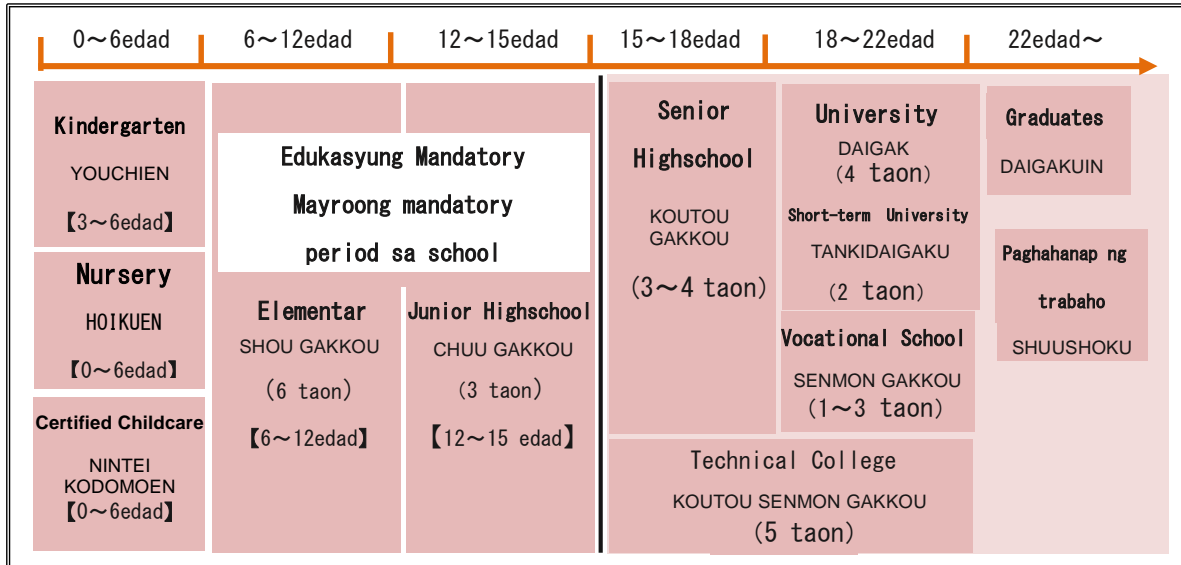 0～6edad
6～12edad
12～15edad
15～18edad
18～22edad
22edad～
Kindergarten
YOUCHIEN
【3～6edad】
Nursery
HOIKUEN
【0～6edad】
Certified Childcare
NINTEI
KODOMOEN
【0～6edad】
Edukasyung Mandatory
Mayroong mandatory
period sa school
Elementar
SHOU GAKKOU
(6 taon)
【6～12edad】
Junior Highschool
CHUU GAKKOU
(3 taon)
【12～15 edad】
Senior
Highschool
KOUTOU
GAKKOU
(3～4 taon)
University
DAIGAK
(4 taon)
Short-term University
TANKIDAIGAKU
(2 taon)
Vocational School
SENMON GAKKOU
(1～3 taon)
Technical College
KOUTOU SENMON GAKKOU
(5 taon)
Graduates
DAIGAKUIN
Paghahanap ng
trabaho
SHUUSHOKU